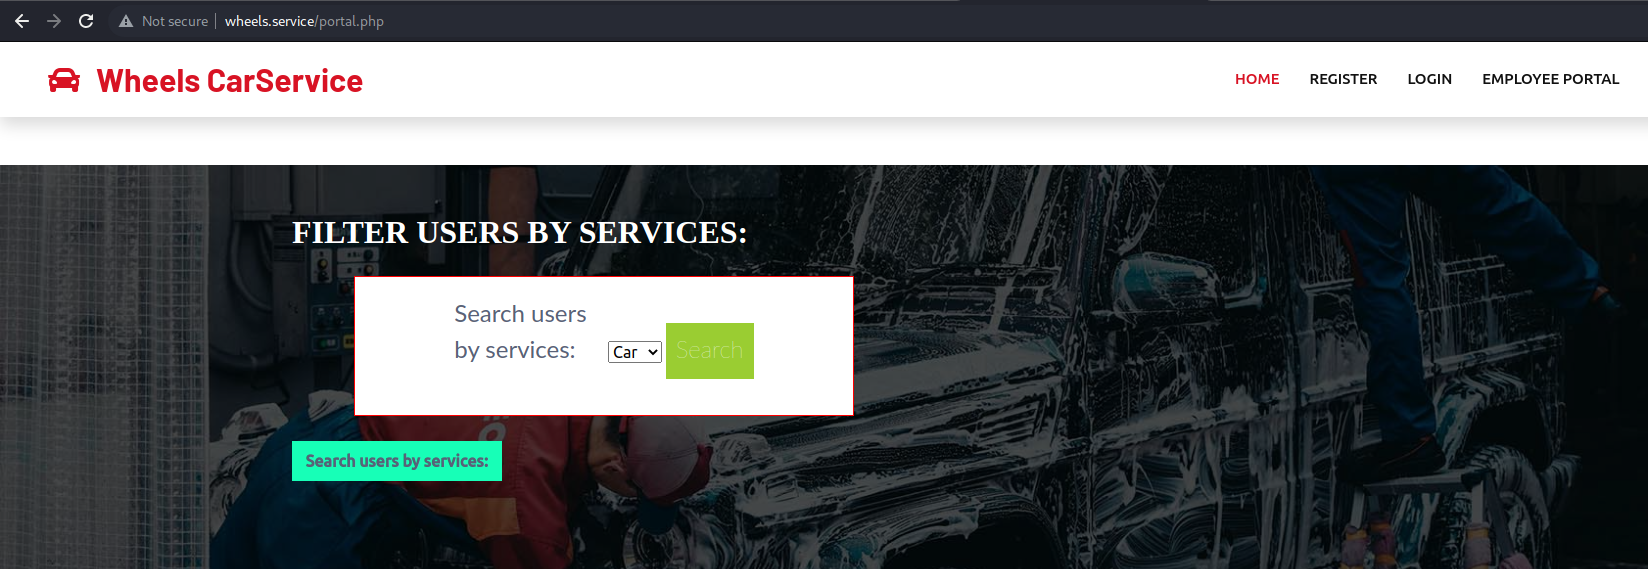 Not secure | wheels.service/portal.php
Wheels CarService
HOME REGISTER LOGIN EMPLOYEE PORTAL
FILTER USERS BY SERVICES:
Search users
by services: Car Search
Search users by services: